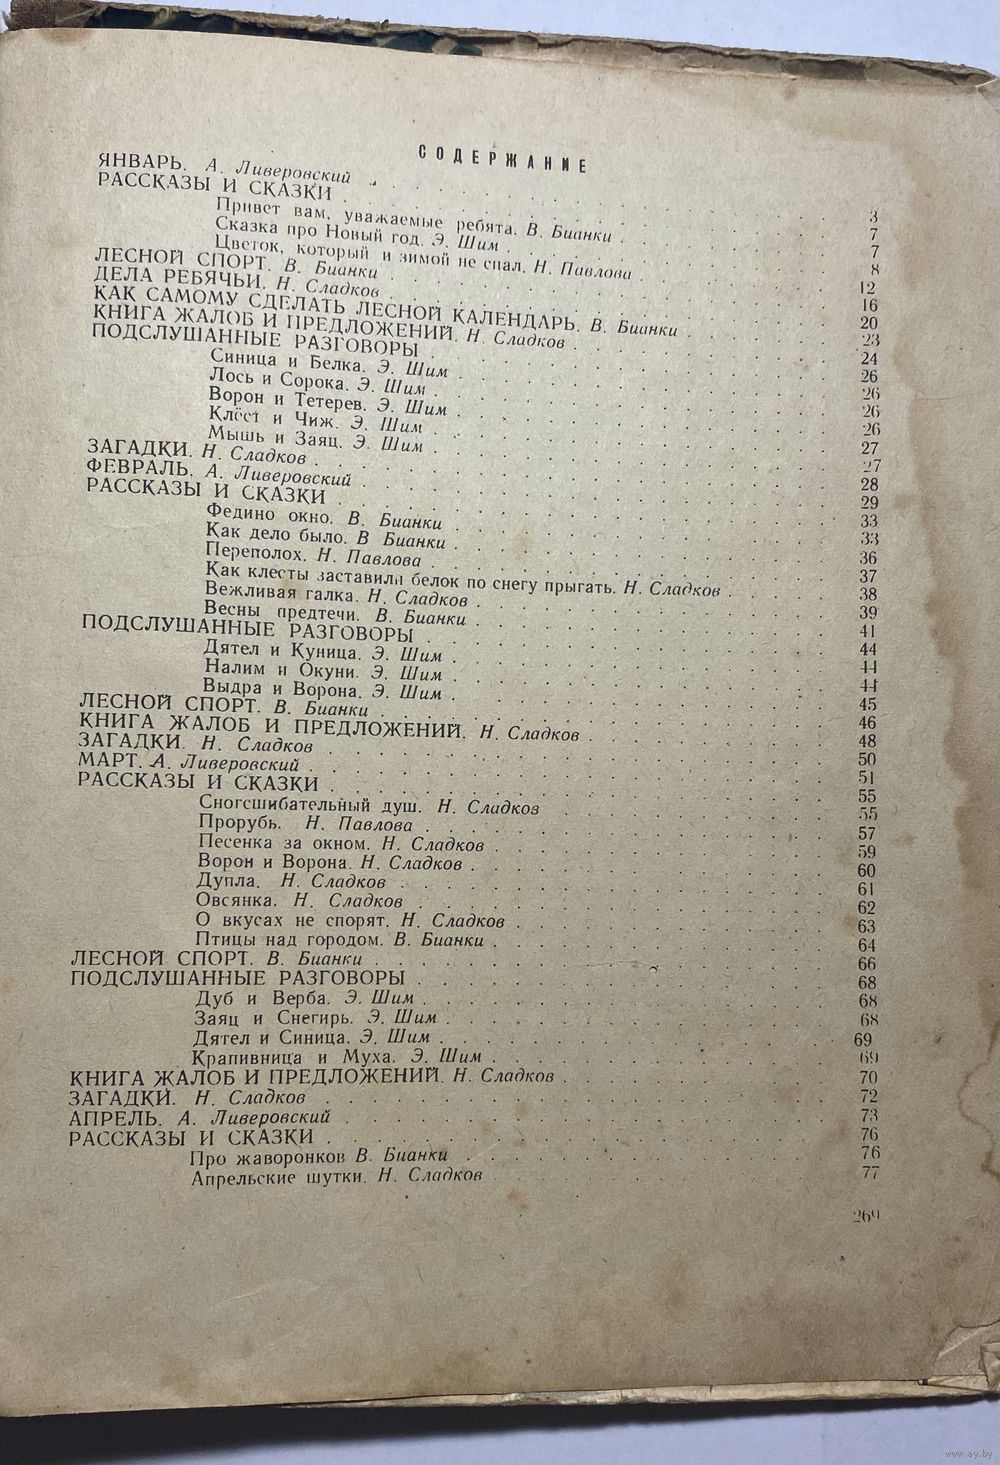 СОДЕРЖАНИЕ
ЯНВАРЬ. А. Ливеровский 3
РАССКАЗЫ И СКАЗКИ 7
Привет вам, уважаемые ребята. В. Бианки 7
Сказка про Новый год. Э. Шим 8
Цветок, который и зимой не спал. Н. Павлова 12
ЛЕСНОЙ СПОРТ. В. Бианки 16
ДЕЛА РЕБЯЧЬИ. Н. Сладков 20
КАК САМОМУ СДЕЛАТЬ ЛЕСНОЙ КАЛЕНДАРЬ. В. Бианки 23
КНИГА ЖАЛОБ И ПРЕДЛОЖЕНИЙ. Н. Сладков 24
ПОДСЛУШАННЫЕ РАЗГОВОРЫ 26
Синица и Белка. Э. Шим 26
Лось и Сорока. Э. Шим 26
Ворон и Тетерев. Э. Шим 26
Клёст и Чиж. Э. Шим 27
Мышь и Заяц. Э. Шим 27
ЗАГАДКИ. Н. Сладков 28
ФЕВРАЛЬ. А. Ливеровский 29
РАССКАЗЫ И СКАЗКИ 33
Федино окно. В. Бианки 33
Как дело было. В Бианки 36
Переполох. Н. Павлова 37
Как клесты заставили белок по снегу прыгать. Н. Сладков 38
Вежливая галка. Н. Сладков 39
Весны предтечи. В. Бианки 41
ПОДСЛУШАННЫЕ РАЗГОВОРЫ 44
Дятел и Куница. Э. Шим 44
Налим и Окуни. Э. Шим 44
Выдра и Ворона. Э. Шим 45
ЛЕСНОЙ СПОРТ. В. Бианки 46
КНИГА ЖАЛОБ И ПРЕДЛОЖЕНИЙ. Н. Сладков 48
ЗАГАДКИ. Н. Сладков 50
МАРТ. А. Ливеровский 51
РАССКАЗЫ И СКАЗКИ 55
Сногсшибательный душ. Н. Сладков 55
Прорубь. Н. Павлова 57
Песенка за окном. Н. Сладков 59
Ворон и Ворона. Н. Сладков 60
Дупла. Н. Сладков 61
Овсянка. Н. Сладков 62
О вкусах не спорят. Н. Сладков 63
Птицы над городом. В. Бианки 64
ЛЕСНОЙ СПОРТ. В. Бианки 66
ПОДСЛУШАННЫЕ РАЗГОВОРЫ 68
Дуб и Верба. Э. Шим 68
Заяц и Снегирь. Э. Шим 68
Дятел и Синица. Э. Шим 69
Крапивница и Муха. Э. Шим 69
КНИГА ЖАЛОБ И ПРЕДЛОЖЕНИЙ. Н. Сладков 70
ЗАГАДКИ. Н. Сладков 72
АПРЕЛЬ. А. Ливеровский 73
РАССКАЗЫ И СКАЗКИ 76
Про жаворонков В. Бианки 76
Апрельские шутки. Н. Сладков 77
269
www.ay.by